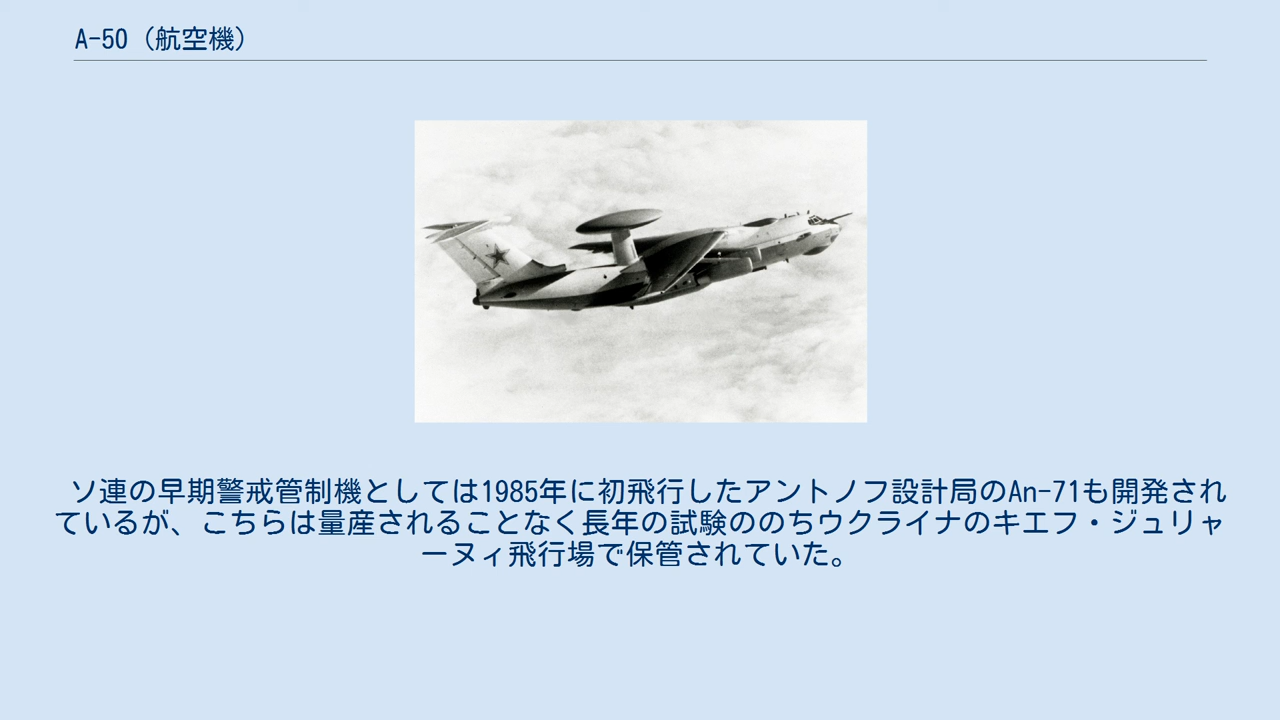 A-50（航空機）
ソ連の早期警戒管制機としては1985年に初飛行したアントノフ設計局のAn-71も開発され
ているが、こちらは量産されることなく長年の試験ののちウクライナのキエフ・ジュリャ
ーヌィ飛行場で保管されていた。